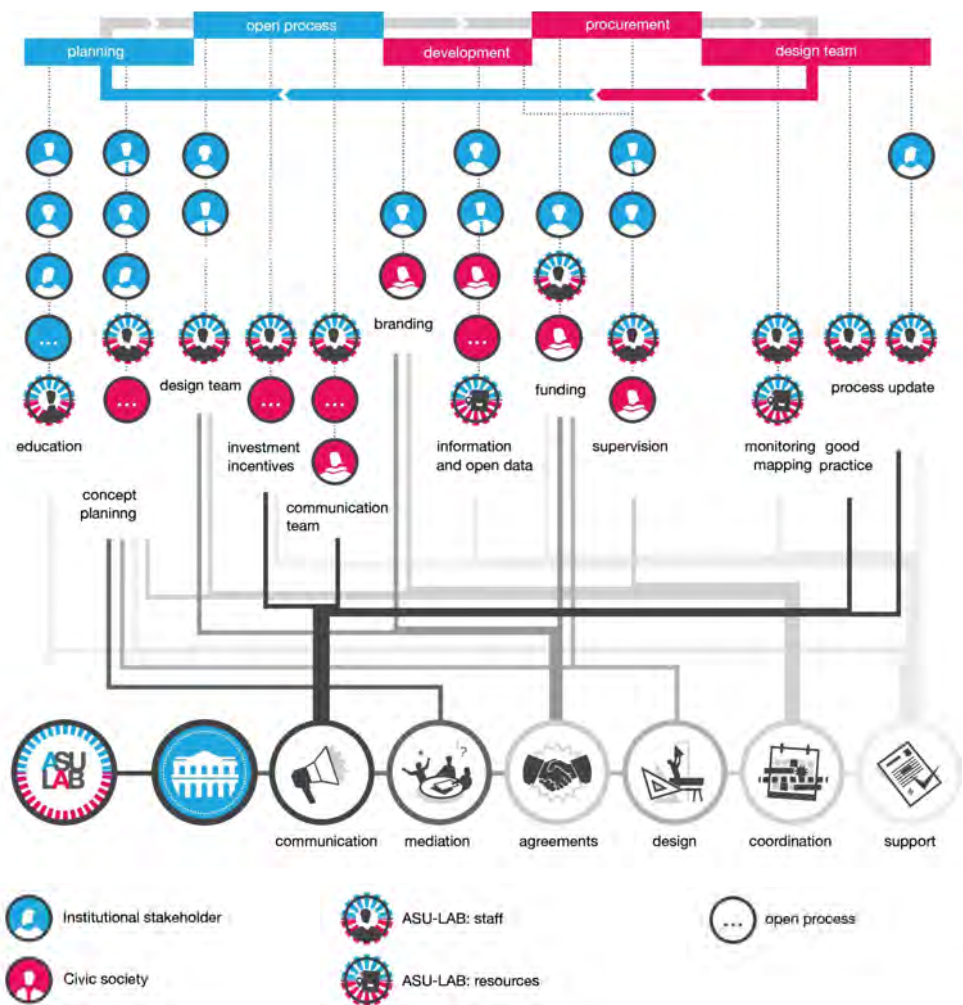 open process
procurement
planning
development
design team
...
...
...
...
...
...
branding
design team
funding
process update
education
investment
incentives
information
and open data
supervision
monitoring good
mapping practice
concept
planinng
communication
team
ASU
LAB
!?
communication
mediation
agreements
design
coordination
support
Institutional stakeholder
ASU-LAB: staff
...
open process
Civic society
ASU-LAB: resources